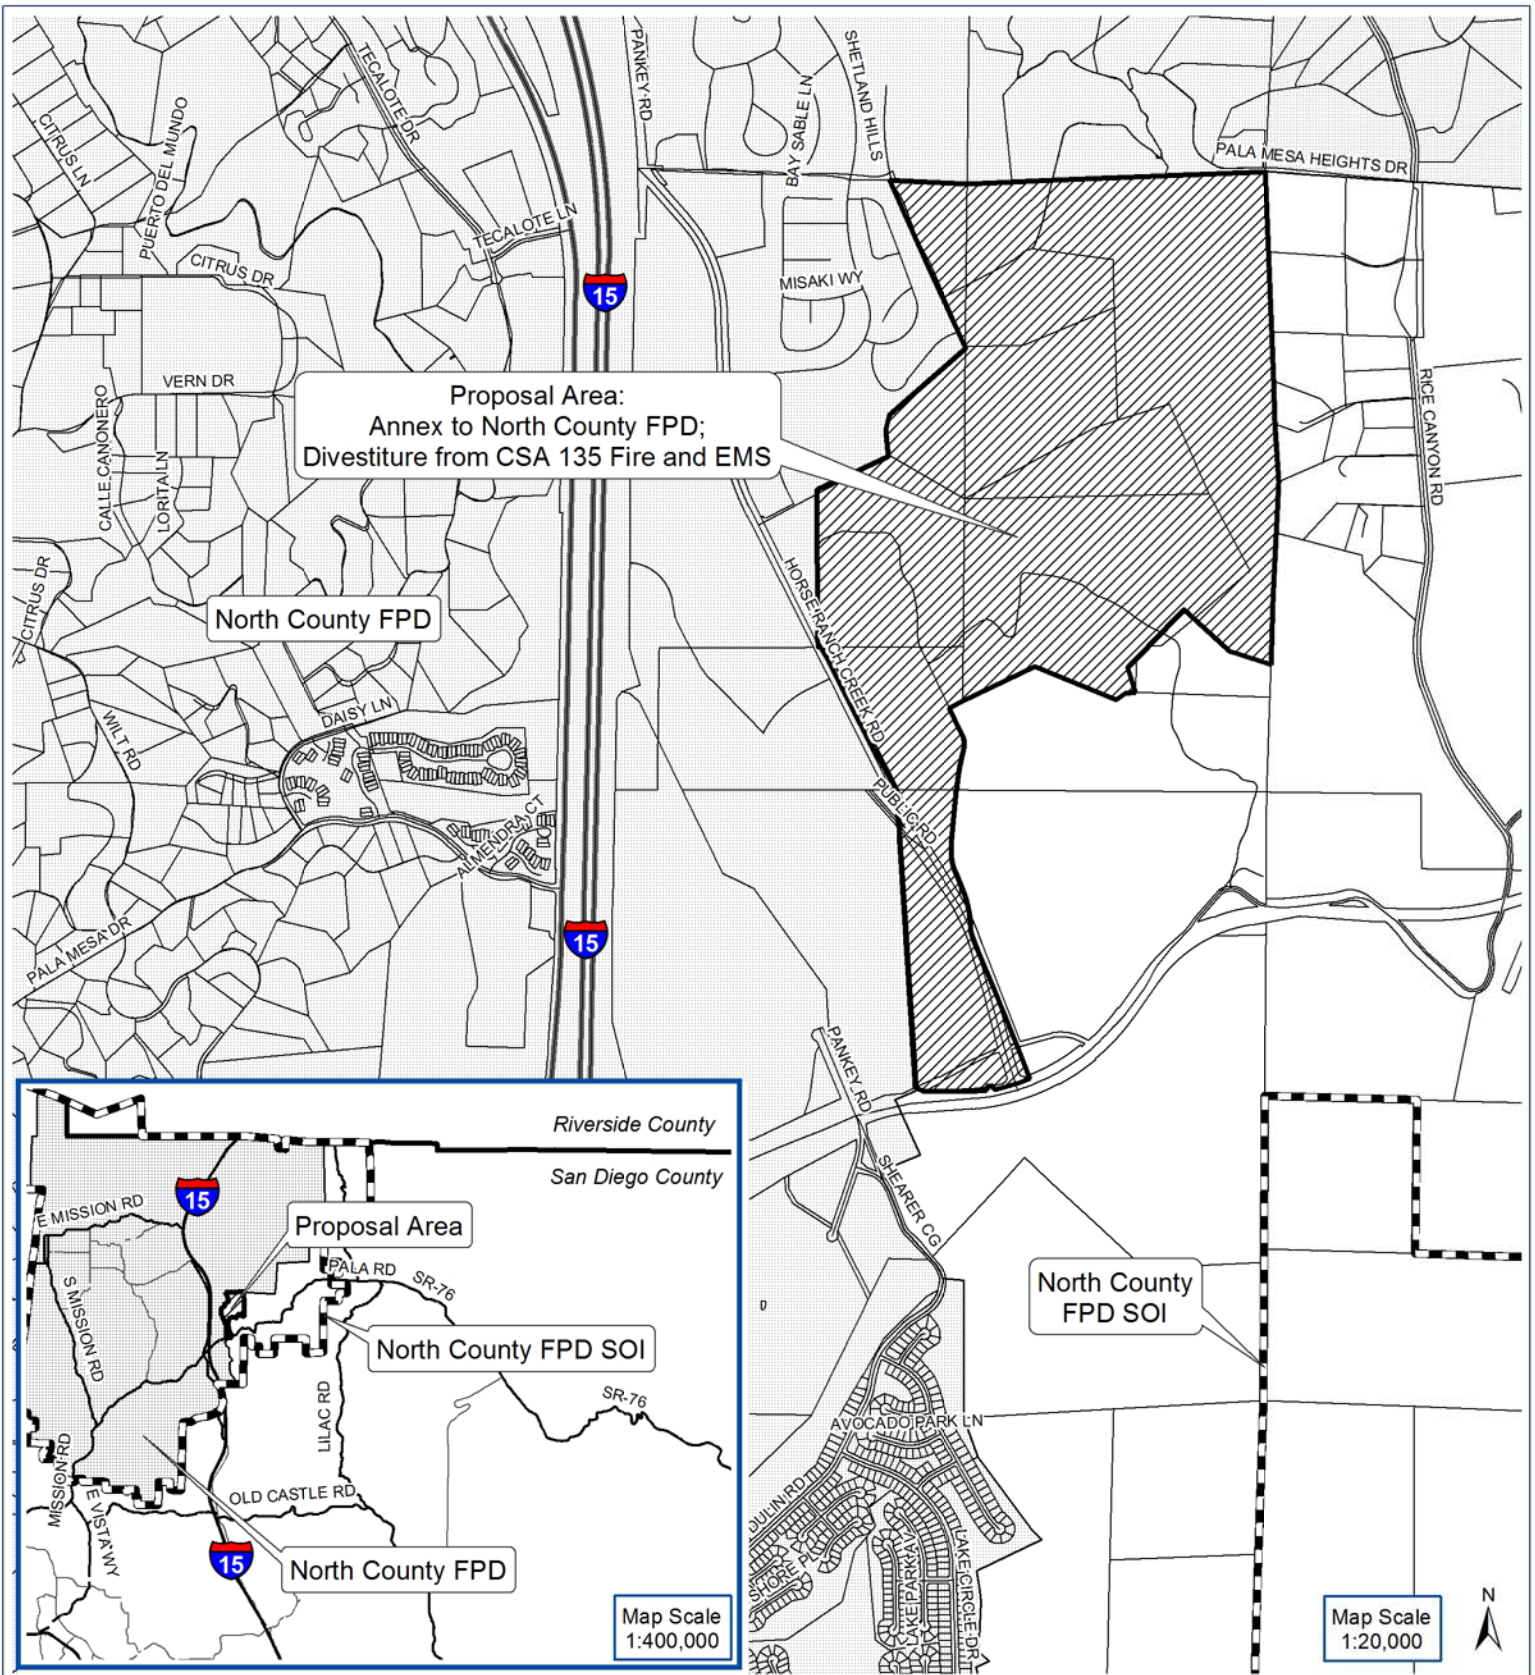 TECALOTE DR
PANKEY RD
SHETLAND HILLS
BAY SABLE LN
CITRUS LN
PUERTO DEL MUNDO
PALA MESA HEIGHTS DR
TECALOTE LN
CITRUS DR
MISAKI WY
15
VERN DR
CALLE CANONERO
LORITA LN
RICE CANYON RD
Proposal Area:
Annex to North County FPD;
Divestiture from CSA 135 Fire and EMS
HORSE RANCH CREEK RD
CITRUS DR
North County FPD
DAISY LN
WILT RD
PUBLIC RD
ALMENDRA CT
PALA MESA DR
15
PANKEY RD
SHEARER CG
North County
FPD SOI
AVOCADO PARK LN
DULIN RD
SHORE PL
LAKE PARK LN
LAKE CIRCLE DR
Map Scale
1:20,000
N
Riverside County
San Diego County
15
E MISSION RD
Proposal Area
S MISSION RD
PALA RD
SR-76
North County FPD SOI
LILAC RD
SR-76
MISSION RD
E VISTA WY
OLD CASTLE RD
15
North County FPD
Map Scale
1:400,000